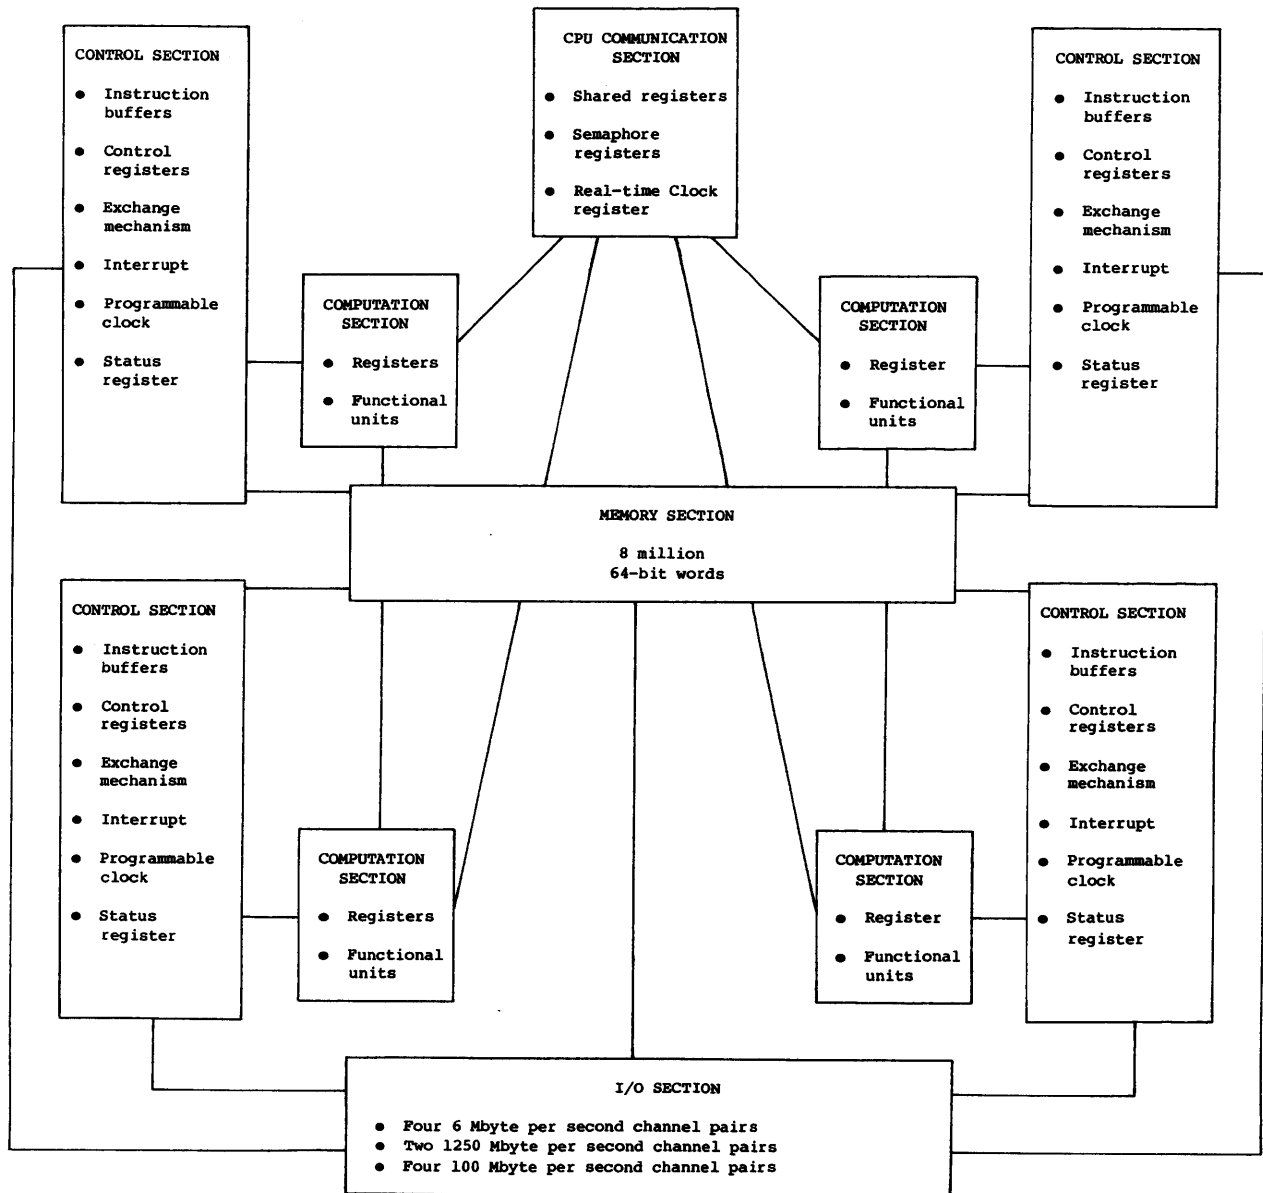 CONTROL SECTION
● Instruction
buffers
● Control
registers
● Exchange
mechanism
● Interrupt
● Programmable
clock
● Status
register
CPU COMMUNICATION
SECTION
● Shared registers
● Semaphore
registers
● Real-time Clock
register
CONTROL SECTION
● Instruction
buffers
● Control
registers
● Exchange
mechanism
● Interrupt
● Programmable
clock
● Status
register
COMPUTATION
SECTION
● Registers
● Functional
units
COMPUTATION
SECTION
● Register
● Functional
units
MEMORY SECTION
8 million
64-bit words
CONTROL SECTION
● Instruction
buffers
● Control
registers
● Exchange
mechanism
● Interrupt
● Programmable
clock
● Status
register
COMPUTATION
SECTION
● Registers
● Functional
units
COMPUTATION
SECTION
● Register
● Functional
units
CONTROL SECTION
● Instruction
buffers
● Control
registers
● Exchange
mechanism
● Interrupt
● Programmable
clock
● Status
register
I/O SECTION
● Four 6 Mbyte per second channel pairs
● Two 1250 Mbyte per second channel pairs
● Four 100 Mbyte per second channel pairs